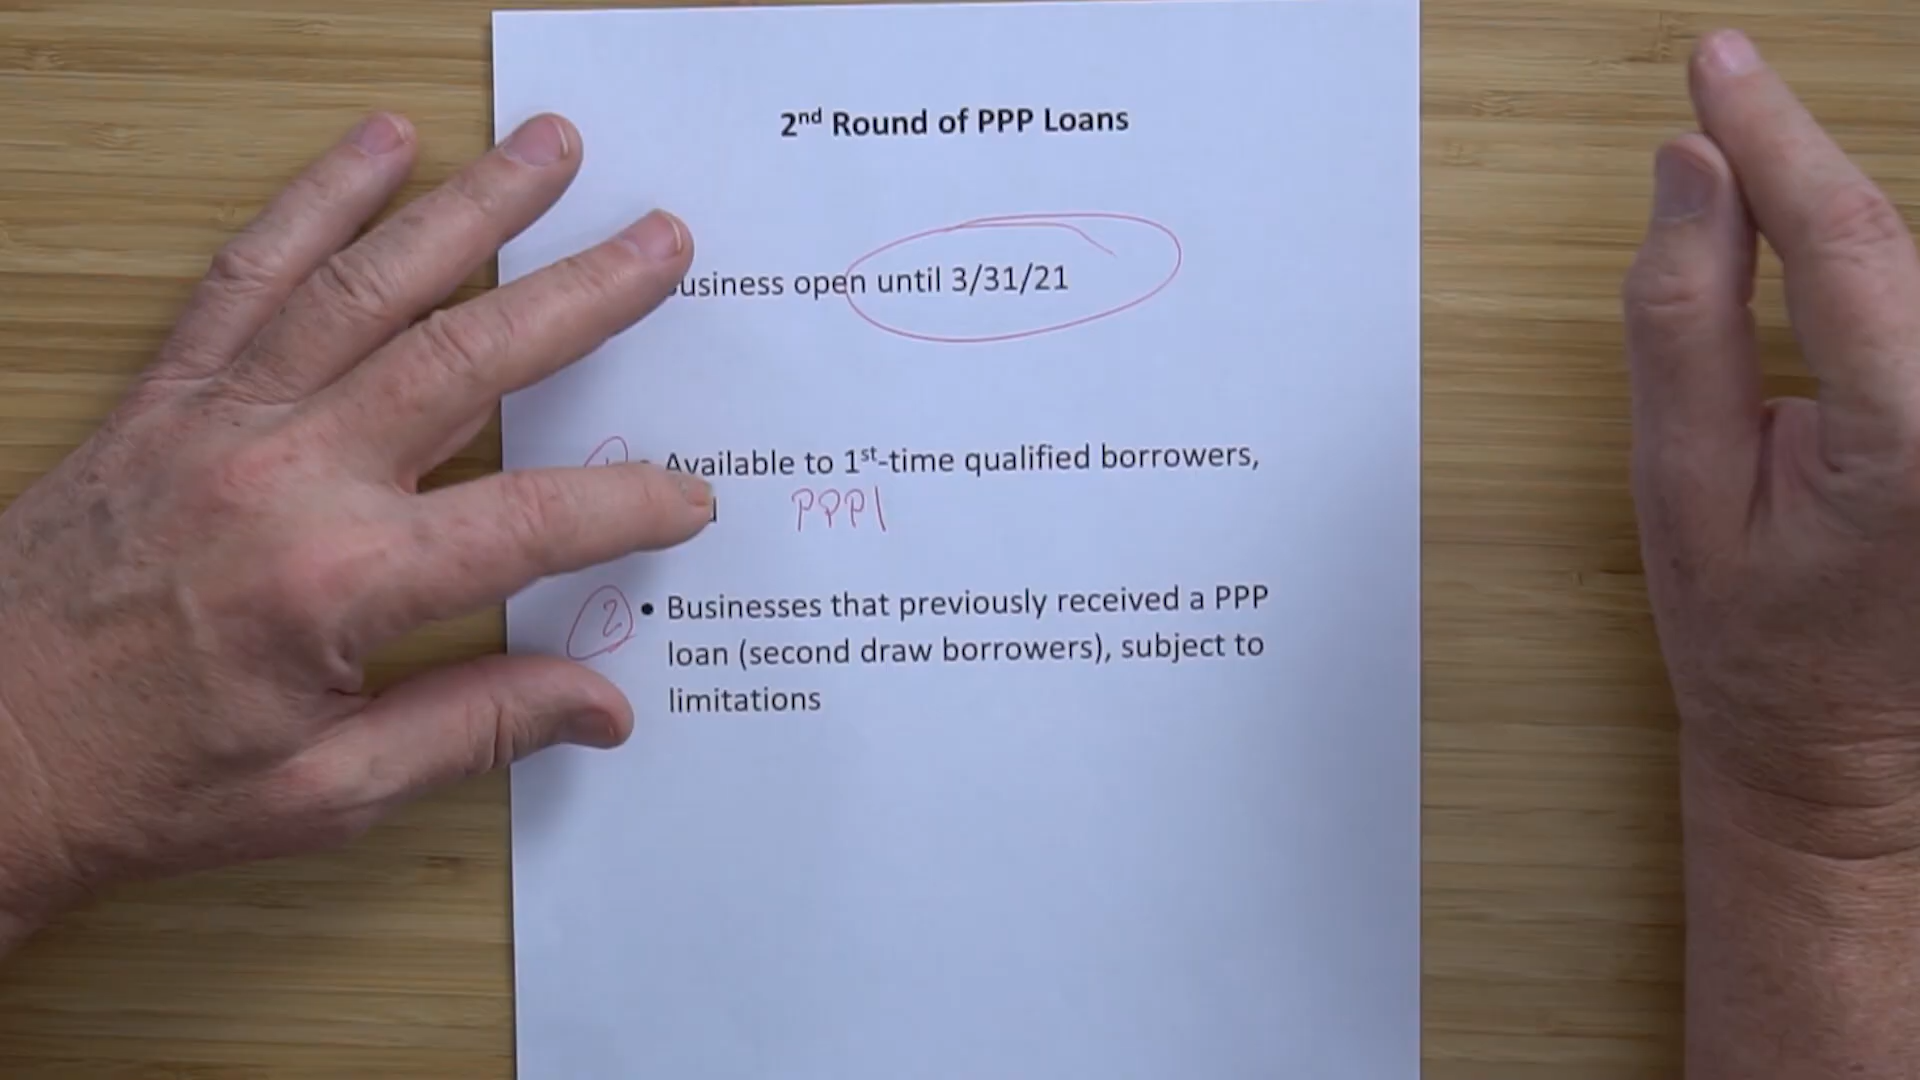 2nd Round of PPP Loans
usiness open until 3/31/21
Available to 1st-time qualified borrowers,
PPP1
2 • Businesses that previously received a PPP
loan (second draw borrowers), subject to
limitations